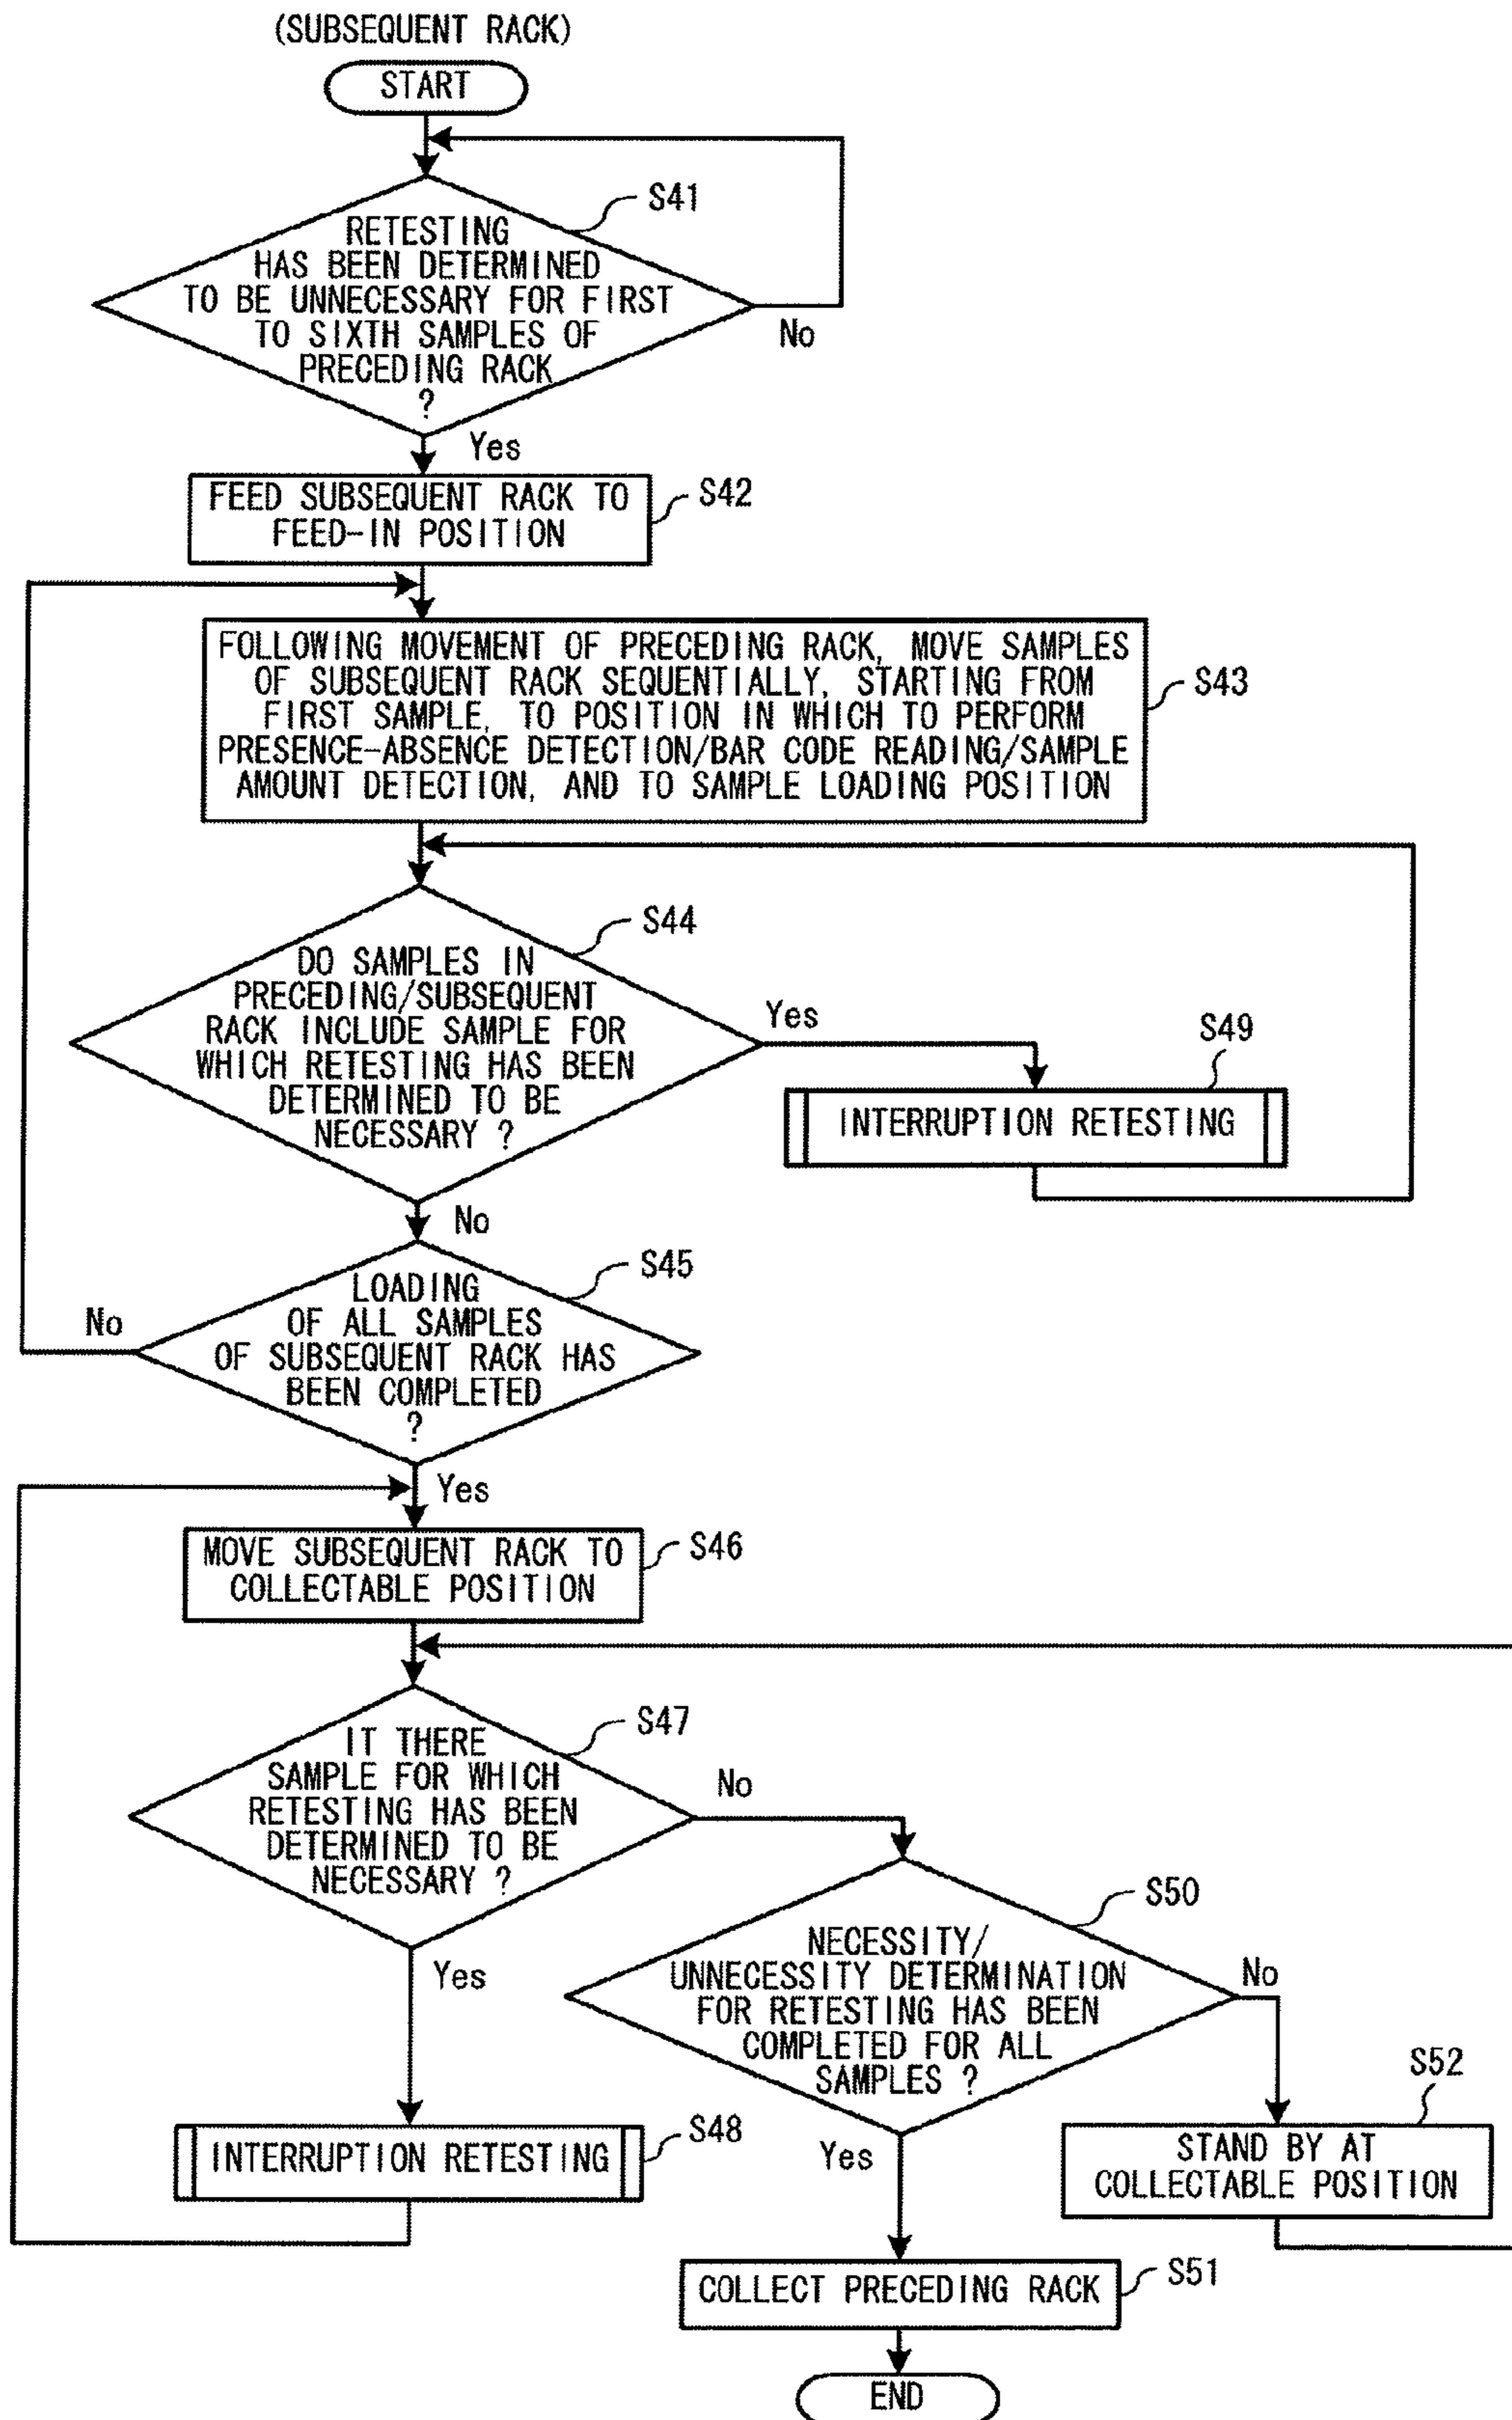 (SUBSEQUENT RACK)
START
S41
RETESTING
HAS BEEN DETERMINED
TO BE UNNECESSARY FOR FIRST
TO SIXTH SAMPLES OF
PRECEDING RACK
?
No
Yes
FEED SUBSEQUENT RACK TO
FEED-IN POSITION
S42
FOLLOWING MOVEMENT OF PRECEDING RACK, MOVE SAMPLES
OF SUBSEQUENT RACK SEQUENTIALLY, STARTING FROM
FIRST SAMPLE, TO POSITION IN WHICH TO PERFORM
PRESENCE-ABSENCE DETECTION/BAR CODE READING/SAMPLE
AMOUNT DETECTION, AND TO SAMPLE LOADING POSITION
S43
S44
DO SAMPLES IN
PRECEDING/SUBSEQUENT
RACK INCLUDE SAMPLE FOR
WHICH RETESTING HAS BEEN
DETERMINED TO BE
NECESSARY ?
Yes
S49
INTERRUPTION RETESTING
No
S45
LOADING
OF ALL SAMPLES
OF SUBSEQUENT RACK HAS
BEEN COMPLETED
?
No
Yes
MOVE SUBSEQUENT RACK TO
COLLECTABLE POSITION
S46
S47
IT THERE
SAMPLE FOR WHICH
RETESTING HAS BEEN
DETERMINED TO BE
NECESSARY ?
No
Yes
S50
NECESSITY/
UNNECESSITY DETERMINATION
FOR RETESTING HAS BEEN
COMPLETED FOR ALL
SAMPLES ?
No
Yes
S52
STAND BY AT
COLLECTABLE POSITION
INTERRUPTION RETESTING
S48
COLLECT PRECEDING RACK
S51
END